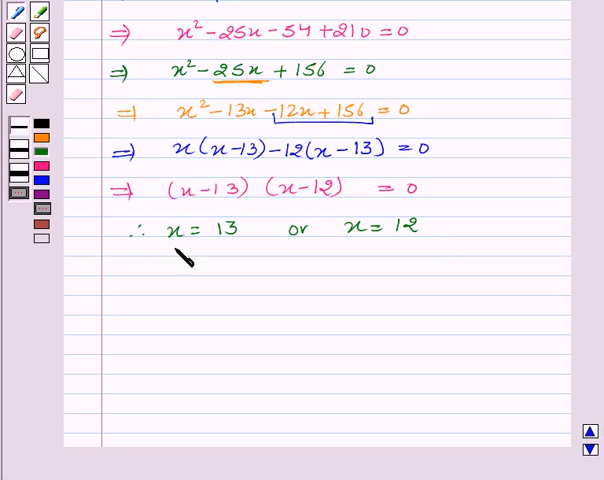 ⇒ x² - 25x - 54 + 210 = 0
⇒ x² - 25x + 156 = 0
⇒ x² - 13x - 12x + 156 = 0
⇒ x(x-13) - 12(x-13) = 0
⇒ (x-13) (x-12) = 0
∴ x = 13 or x = 12